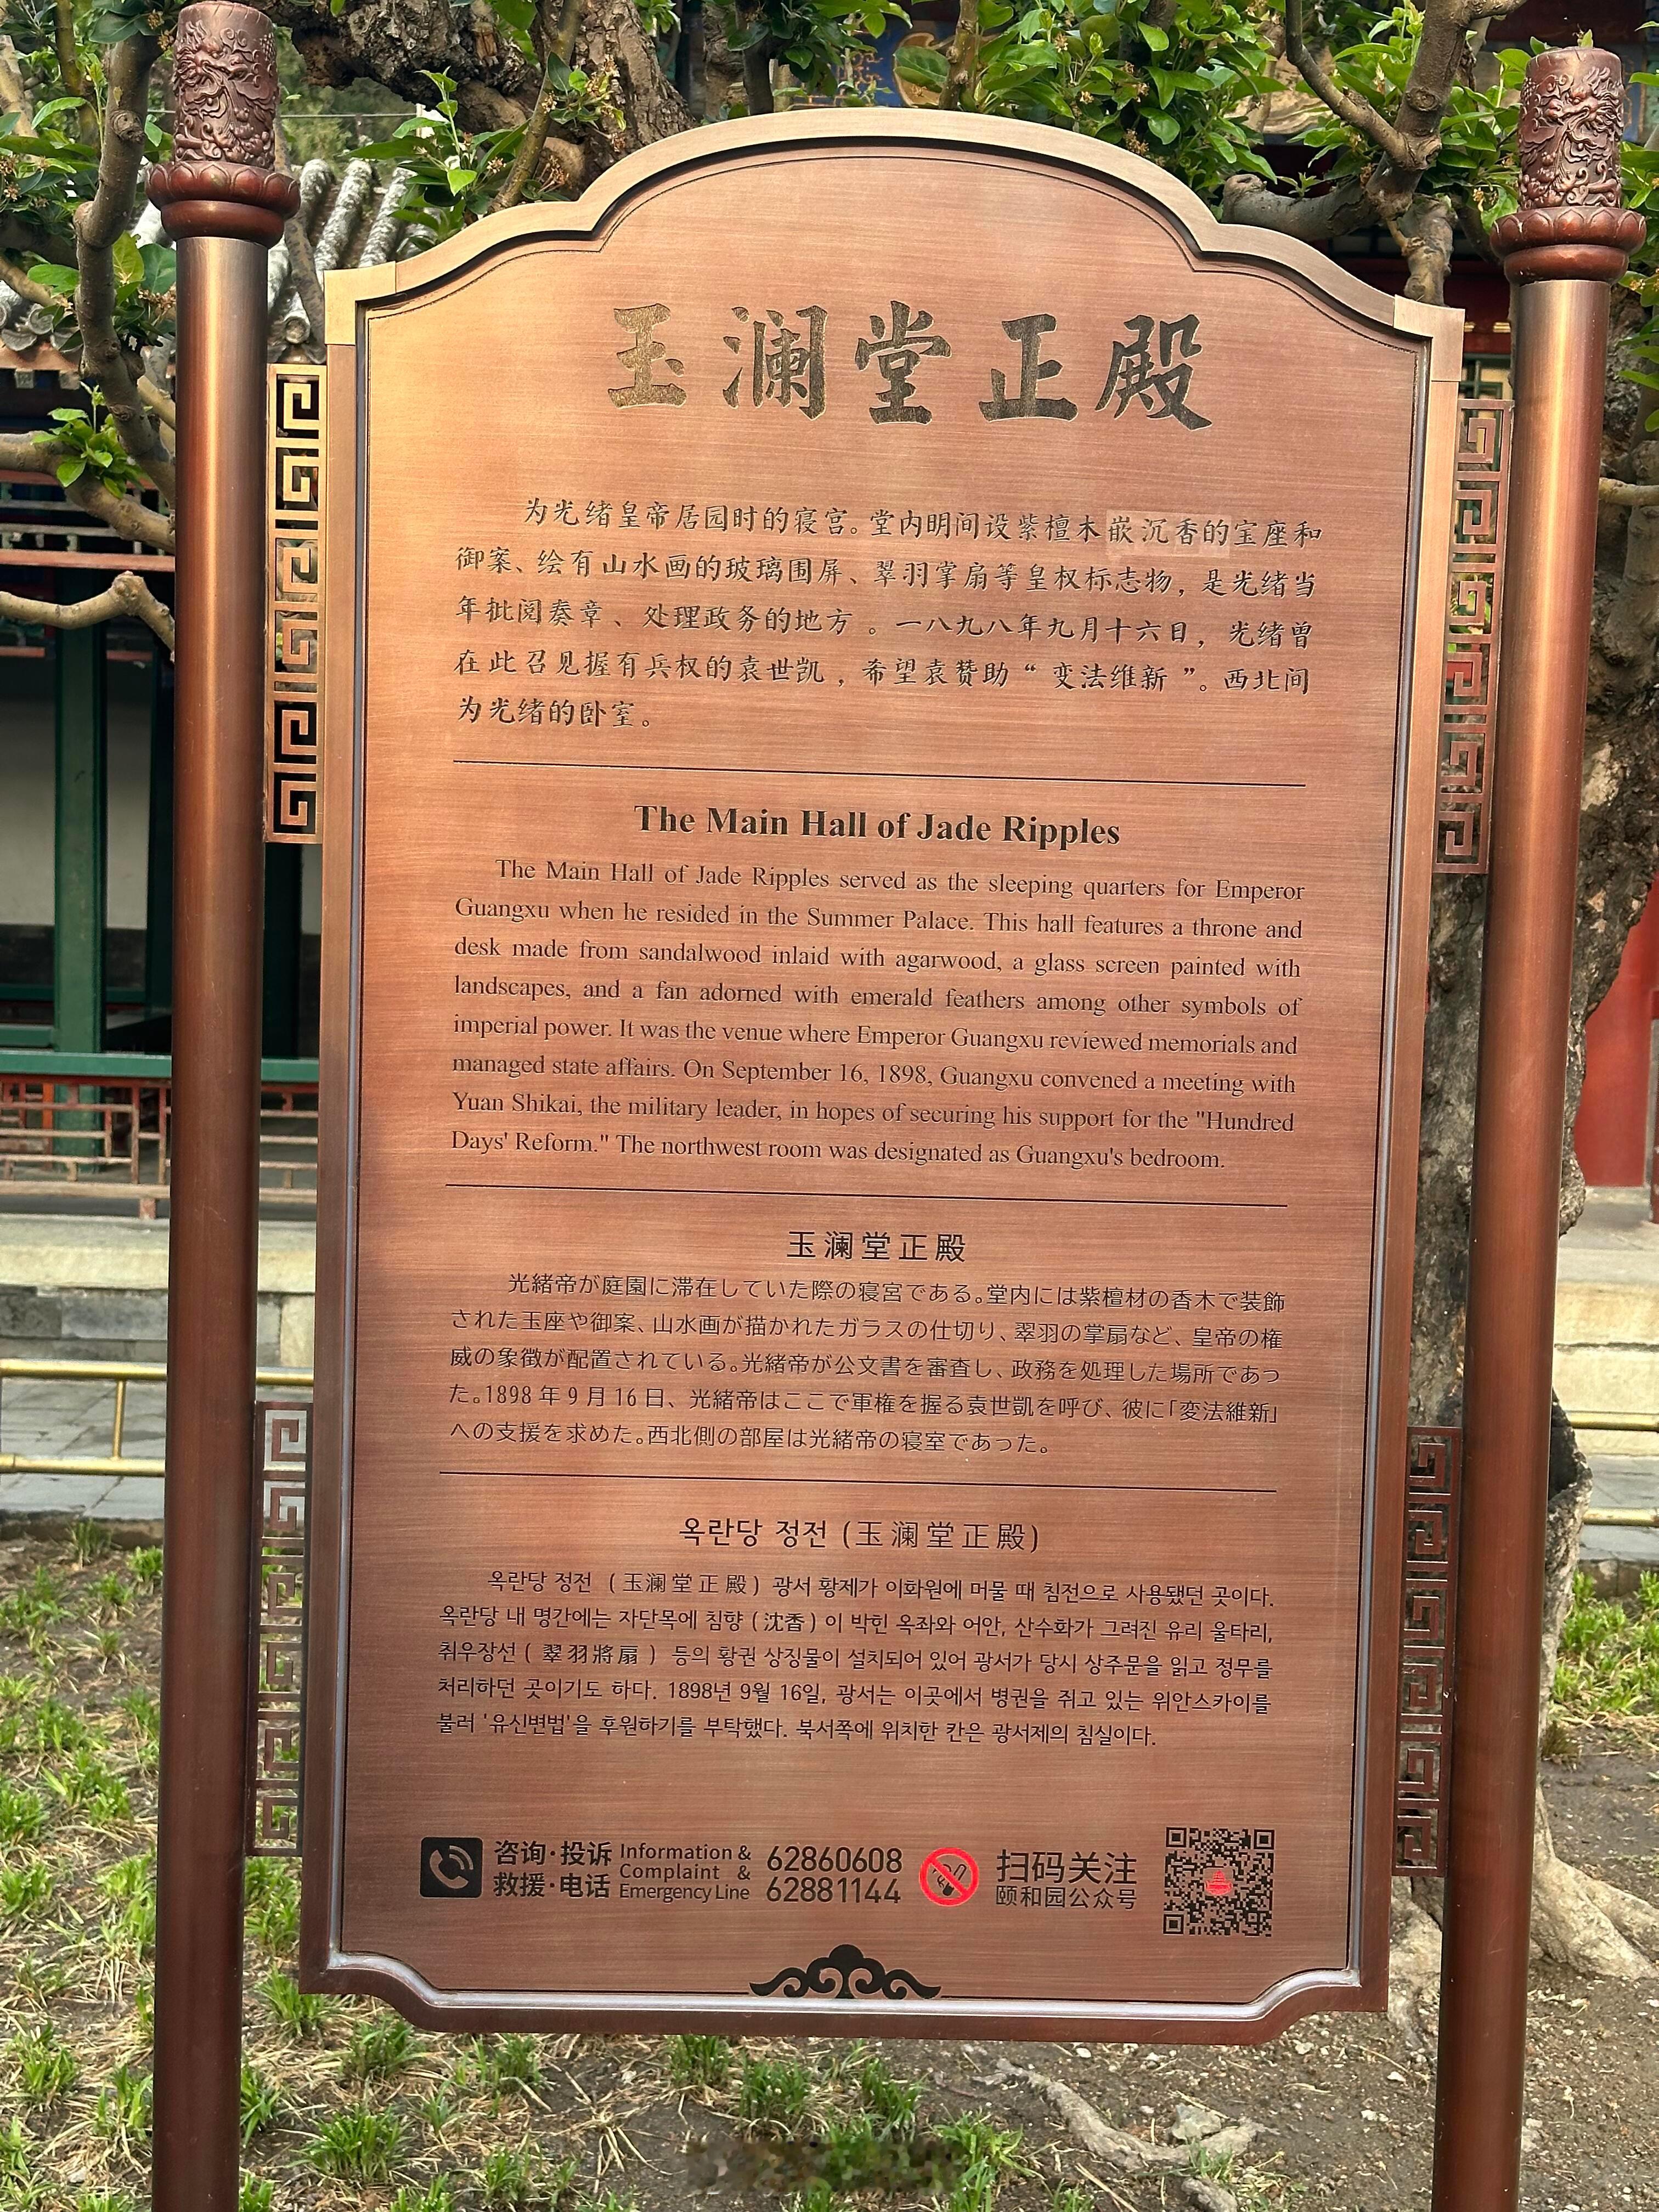 玉澜堂正殿
为光绪皇帝居园时的寝宫。堂内明间设紫檀木嵌沉香的宝座和
御案、绘有山水画的玻璃围屏、翠羽掌扇等皇权标志物，是光绪当
年批阅奏章、处理政务的地方。一八九八年九月十六日，光绪曾
在此召见握有兵权的袁世凯，希望袁赞助“变法维新”。西北间
为光绪的卧室。
The Main Hall of Jade Ripples
The Main Hall of Jade Ripples served as the sleeping quarters for Emperor
Guangxu when he resided in the Summer Palace. This hall features a throne and
desk made from sandalwood inlaid with agarwood, a glass screen painted with
landscapes, and a fan adorned with emerald feathers among other symbols of
imperial power. It was the venue where Emperor Guangxu reviewed memorials and
managed state affairs. On September 16, 1898, Guangxu convened a meeting with
Yuan Shikai, the military leader, in hopes of securing his support for the "Hundred
Days' Reform." The northwest room was designated as Guangxu's bedroom.
玉澜堂正殿
光緒帝が庭園に滞在していた際の寝宮である。堂内には紫檀材の香木で装飾
された玉座や御案、山水画が描かれたガラスの仕切り、翠羽の掌扇など、皇帝の権
威の象徴が配置されている。光緒帝が公文書を審査し、政務を処理した場所であっ
た。1898年9月16日、光緒帝はここで軍権を握る袁世凱を呼び、彼に「変法維新」
への支援を求めた。西北側の部屋は光緒帝の寝室であった。
옥란당 정전 (玉澜堂正殿)
옥란당 정전 (玉澜堂正殿) 광서 황제가 이화원에 머물 때 침전으로 사용됐던 곳이다.
옥란당 내 명간에는 자단목에 침향 (沈香) 이 박힌 옥좌와 어안, 산수화가 그려진 유리 울타리,
취우장선 (翠羽將扇) 등의 황권 상징물이 설치되어 있어 광서가 당시 상주문을 읽고 정무를
처리하던 곳이기도 하다. 1898년 9월 16일, 광서는 이곳에서 병권을 쥐고 있는 위안스카이를
불러 '유신변법'을 후원하기를 부탁했다. 북서쪽에 위치한 칸은 광서제의 침실이다.
咨询·投诉 Information & 62860608
救援·电话 Complaint & 62881144
Emergency Line
扫码关注
颐和园公众号